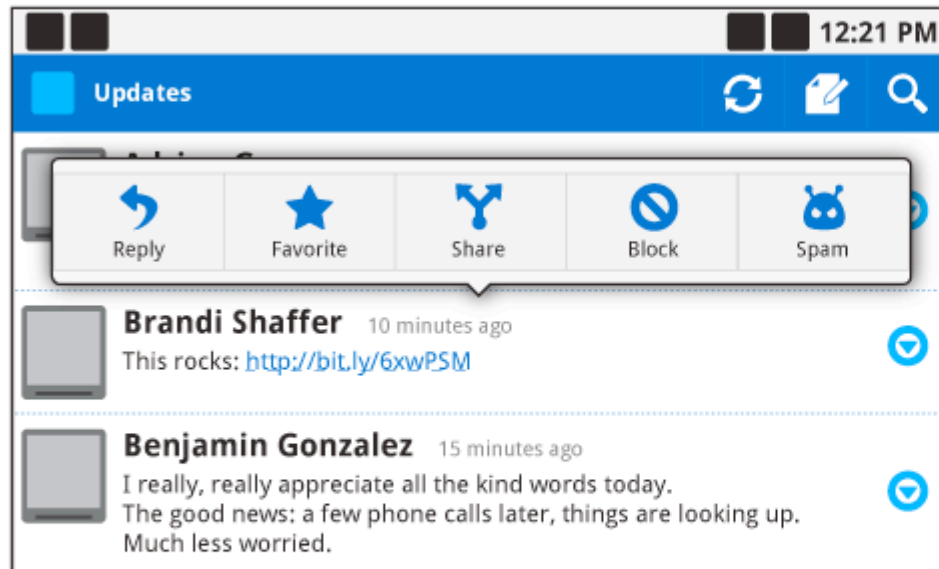 12:21 PM
Updates
Reply
Favorite
Share
Block
Spam
Brandi Shaffer 10 minutes ago
This rocks: http://bit.ly/6xwPSM
Benjamin Gonzalez 15 minutes ago
I really, really appreciate all the kind words today.
The good news: a few phone calls later, things are looking up.
Much less worried.